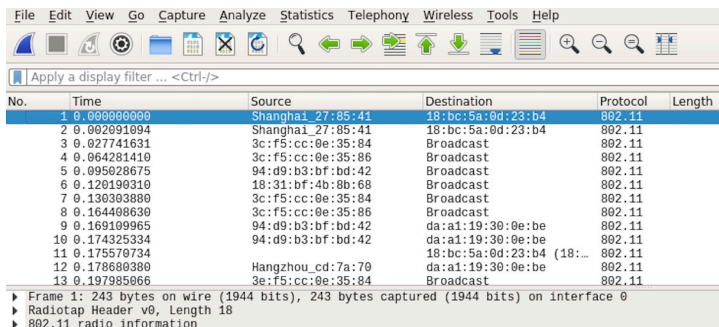 File Edit View Go Capture Analyze Statistics Telephony Wireless Tools Help
Apply a display filter ... <Ctrl-/>
No. Time Source Destination Protocol Length
1 0.000000000 Shanghai_27:85:41 18:bc:5a:0d:23:b4 802.11
2 0.002091094 Shanghai_27:85:41 18:bc:5a:0d:23:b4 802.11
3 0.027741631 3c:f5:cc:0e:35:84 Broadcast 802.11
4 0.064281410 3c:f5:cc:0e:35:86 Broadcast 802.11
5 0.095028675 94:d9:b3:bf:bd:42 Broadcast 802.11
6 0.120190310 18:31:bf:4b:8b:68 Broadcast 802.11
7 0.130303880 3c:f5:cc:0e:35:84 Broadcast 802.11
8 0.164408630 3c:f5:cc:0e:35:86 Broadcast 802.11
9 0.169109965 94:d9:b3:bf:bd:42 da:a1:19:30:0e:be 802.11
10 0.174325334 94:d9:b3:bf:bd:42 da:a1:19:30:0e:be 802.11
11 0.175570734 18:bc:5a:0d:23:b4 (18:… 802.11
12 0.178680380 Hangzhou_cd:7a:70 da:a1:19:30:0e:be 802.11
13 0.197985066 3e:f5:cc:0e:35:84 Broadcast 802.11
Frame 1: 243 bytes on wire (1944 bits), 243 bytes captured (1944 bits) on interface 0
Radiotap Header v0, Length 18
802.11 radio information